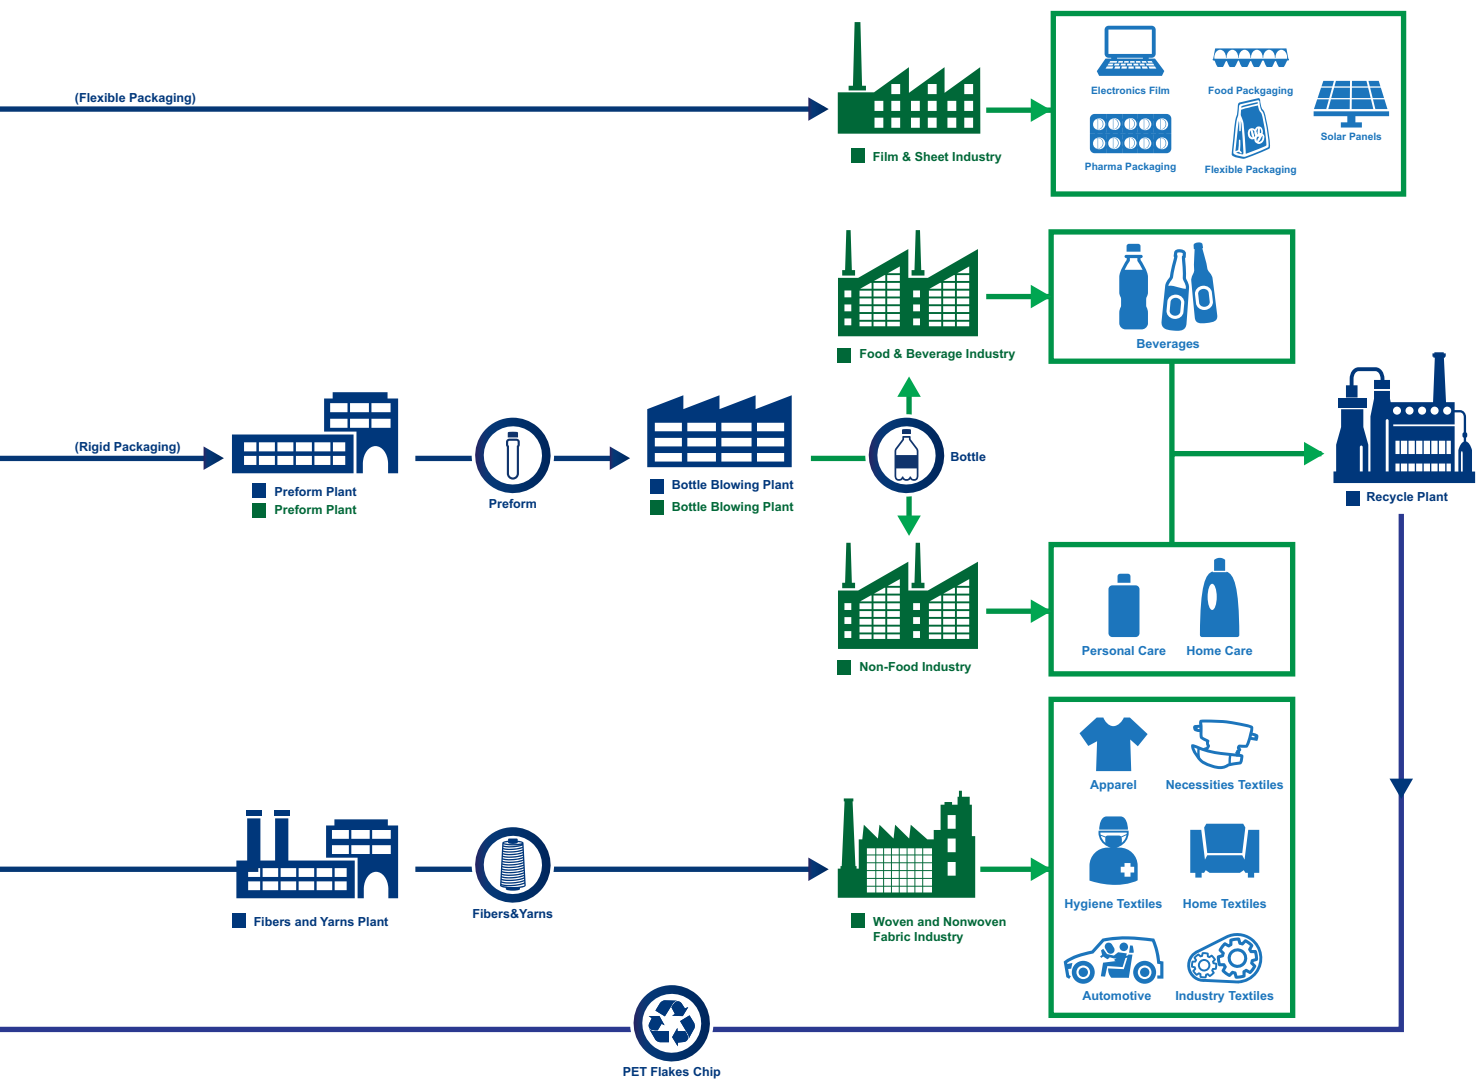 (Flexible Packaging)
Film & Sheet Industry
Electronics Film
Food Packgaging
Solar Panels
Pharma Packaging
Flexible Packaging
Food & Beverage Industry
Beverages
(Rigid Packaging)
Preform Plant
Preform Plant
Preform
Bottle Blowing Plant
Bottle Blowing Plant
Bottle
Recycle Plant
Non-Food Industry
Personal Care
Home Care
Fibers and Yarns Plant
Fibers&Yarns
Woven and Nonwoven
Fabric Industry
Apparel
Necessities Textiles
Hygiene Textiles
Home Textiles
Automotive
Industry Textiles
PET Flakes Chip